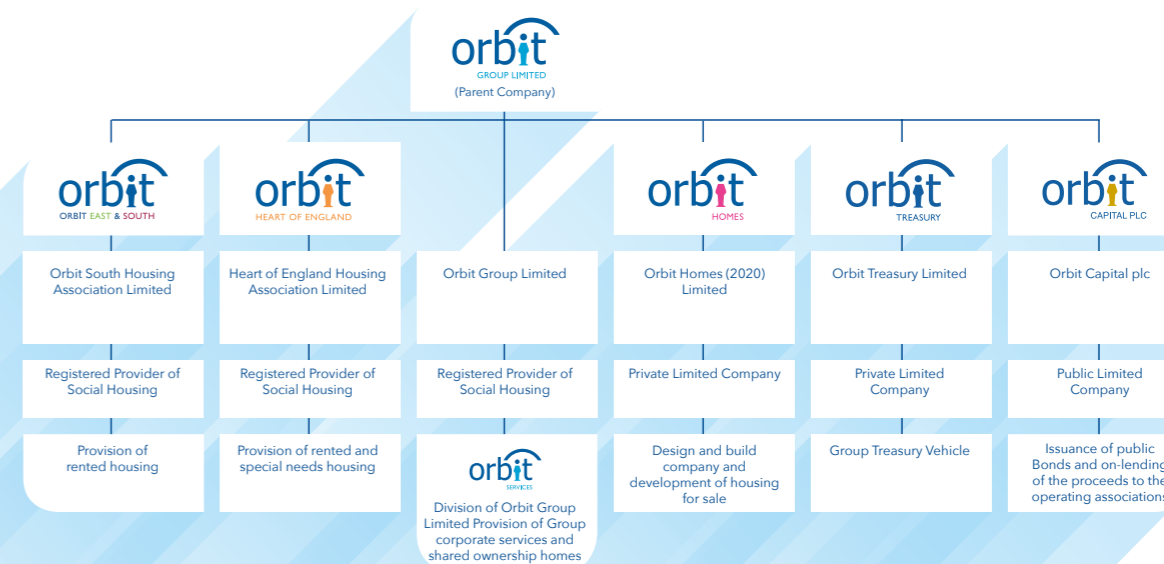 orbit
GROUP LIMITED
(Parent Company)
orbit
ORBIT EAST & SOUTH
Orbit South Housing
Association Limited
Registered Provider of
Social Housing
Provision of
rented housing
orbit
HEART OF ENGLAND
Heart of England Housing
Association Limited
Registered Provider of
Social Housing
Provision of rented and
special needs housing
Orbit Group Limited
Registered Provider of
Social Housing
orbit
SERVICES
Division of Orbit Group
Limited Provision of Group
corporate services and
shared ownership homes
orbit
HOMES
Orbit Homes (2020)
Limited
Private Limited Company
Design and build
company and
development of housing
for sale
orbit
TREASURY
Orbit Treasury Limited
Private Limited
Company
Group Treasury Vehicle
orbit
CAPITAL PLC
Orbit Capital plc
Public Limited
Company
Issuance of public
Bonds and on-lending
of the proceeds to the
operating associations